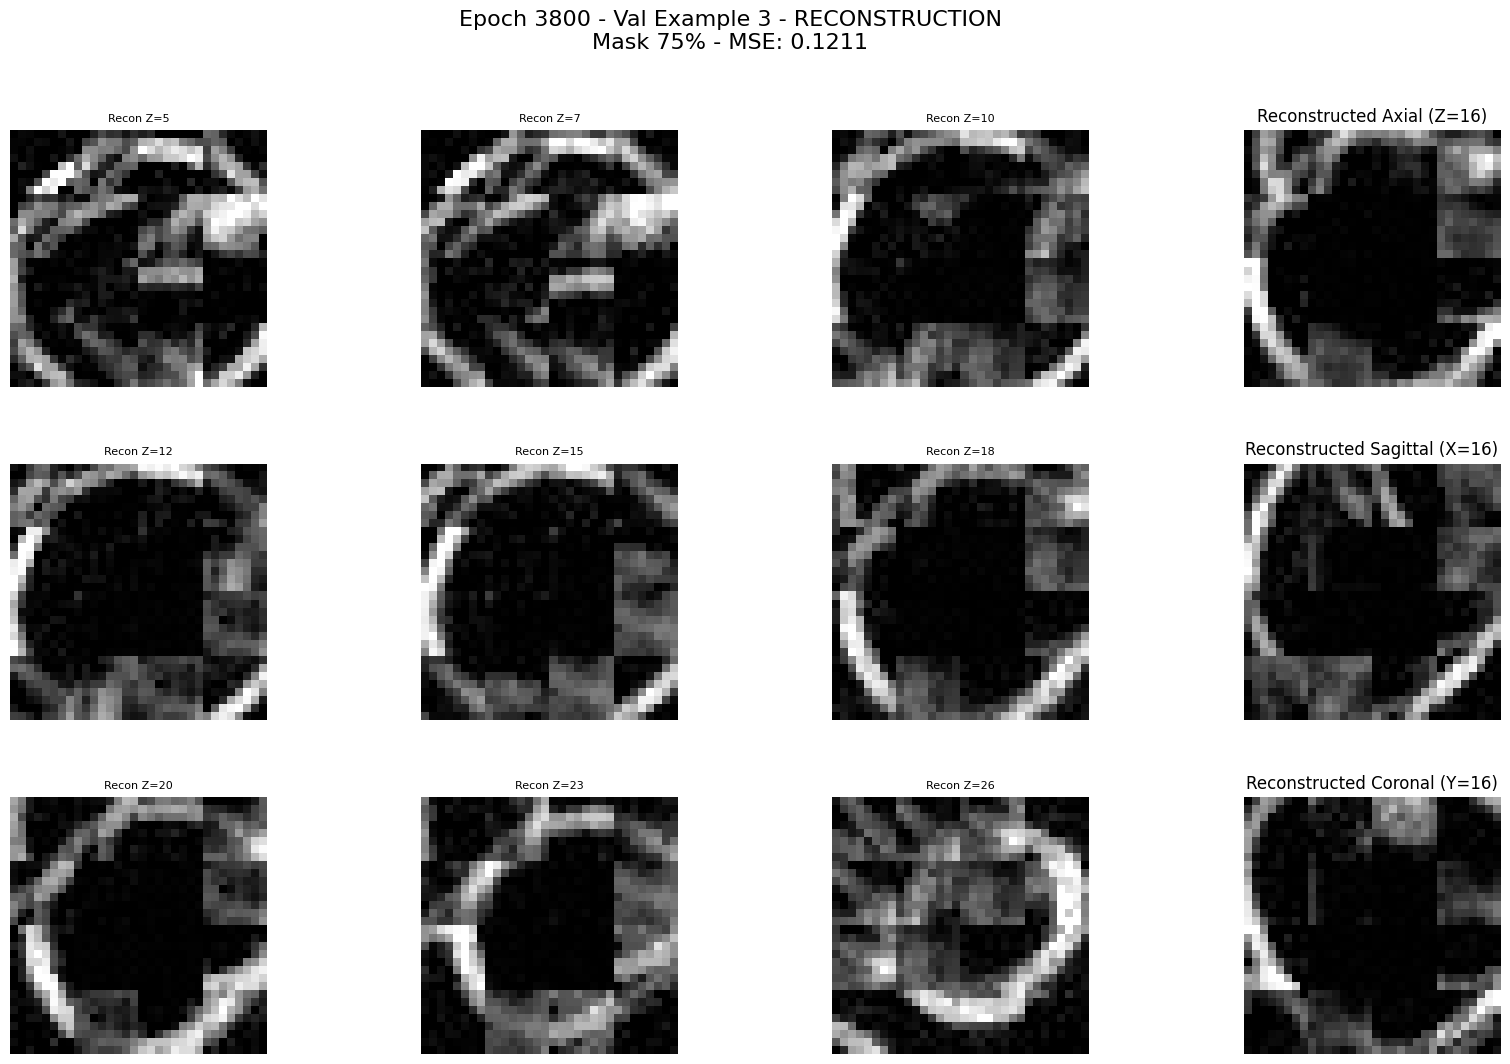 Epoch 3800 - Val Example 3 - RECONSTRUCTION
Mask 75% - MSE: 0.1211
Recon Z=5
Recon Z=7
Recon Z=10
Reconstructed Axial (Z=16)
Recon Z=12
Recon Z=15
Recon Z=18
Reconstructed Sagittal (X=16)
Recon Z=20
Recon Z=23
Recon Z=26
Reconstructed Coronal (Y=16)